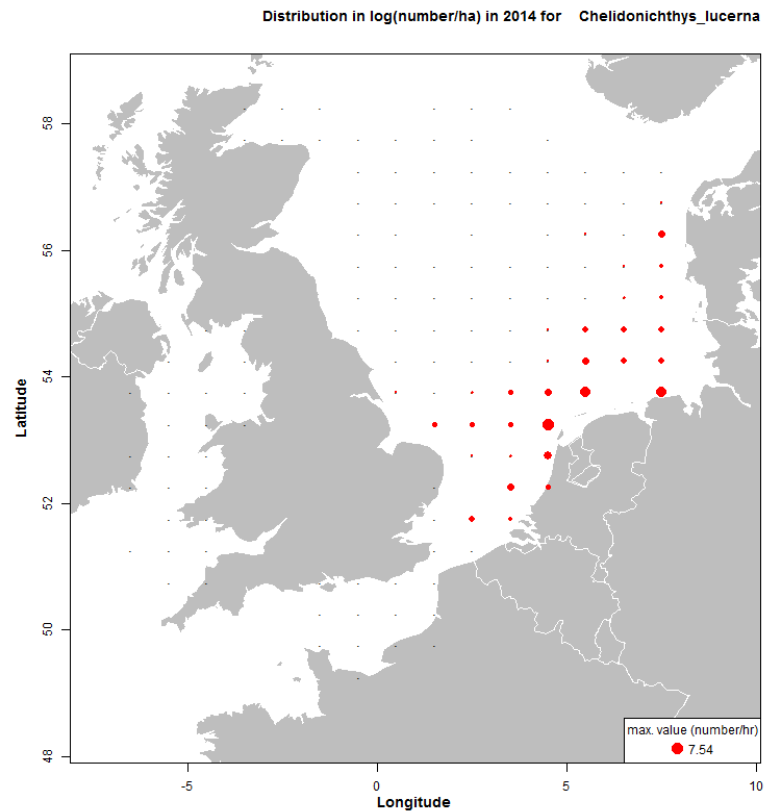 Distribution in log(number/ha) in 2014 for Chelidonichthys_lucerna
58
56
54
52
50
48
Latitude
-5
0
5
10
Longitude
max. value (number/hr)
7.54